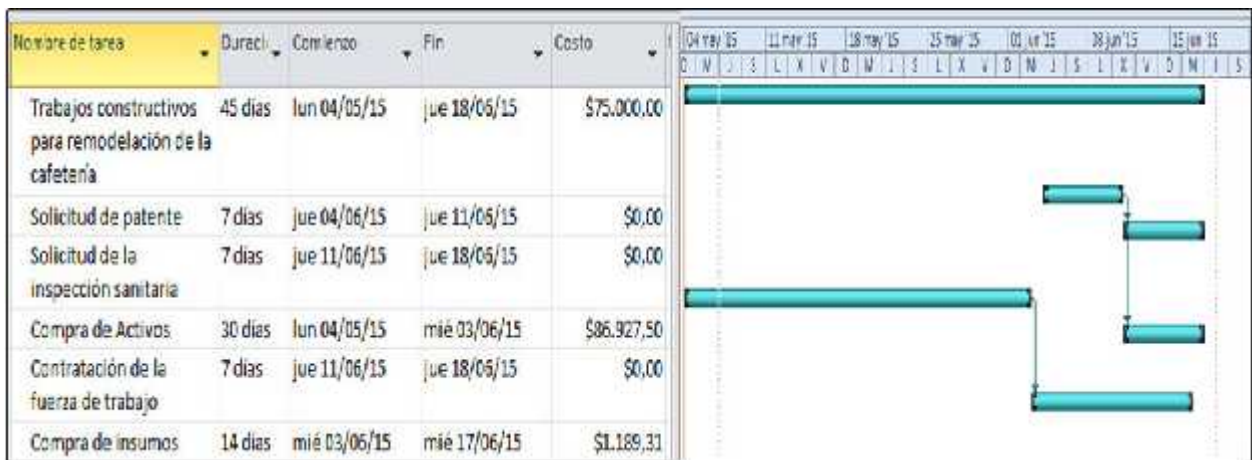 Nombre de tarea Duraci Comienzo Fin Costo
04 may '15 11 may '15 18 may '15 25 may '15 01 jun '15 08 jun '15 15 jun '15
D M J S L X V D M J S L X V D M J S L X V D M J S
Trabajos constructivos 45 días lun 04/05/15 jue 18/06/15 $75.000,00
para remodelación de la
cafetería
Solicitud de patente 7 días jue 04/06/15 jue 11/06/15 $0,00
Solicitud de la 7 días jue 11/06/15 jue 18/06/15 $0,00
inspección sanitaria
Compra de Activos 30 días lun 04/05/15 mié 03/06/15 $86.927,50
Contratación de la 7 días jue 11/06/15 jue 18/06/15 $0,00
fuerza de trabajo
Compra de insumos 14 días mié 03/06/15 mié 17/06/15 $1.189,31